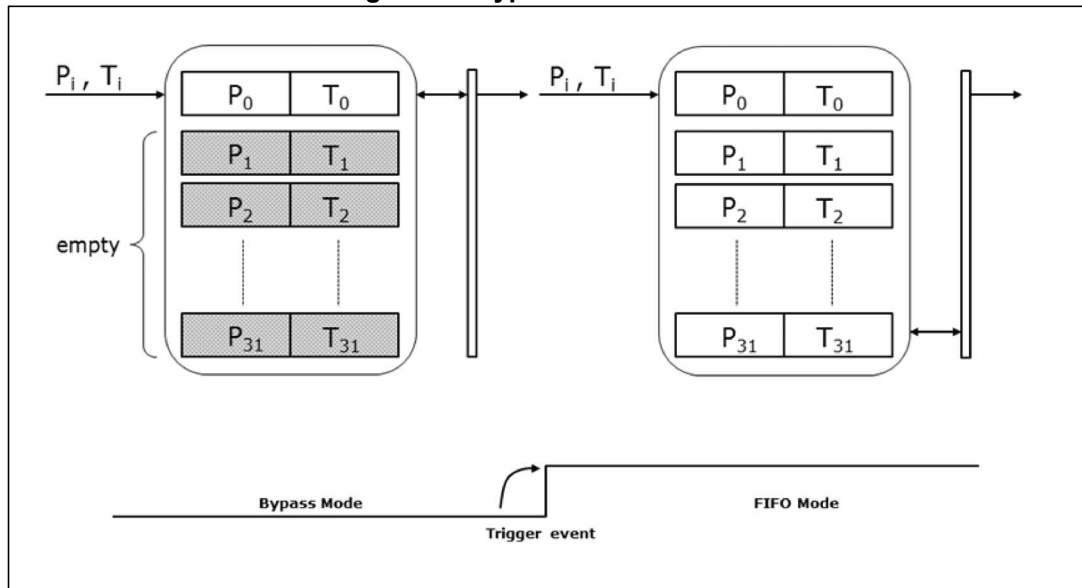 P_i , T_i
P_0 T_0
P_1 T_1
P_2 T_2
P_31 T_31
empty
P_i , T_i
P_0 T_0
P_1 T_1
P_2 T_2
P_31 T_31
Bypass Mode
Trigger event
FIFO Mode